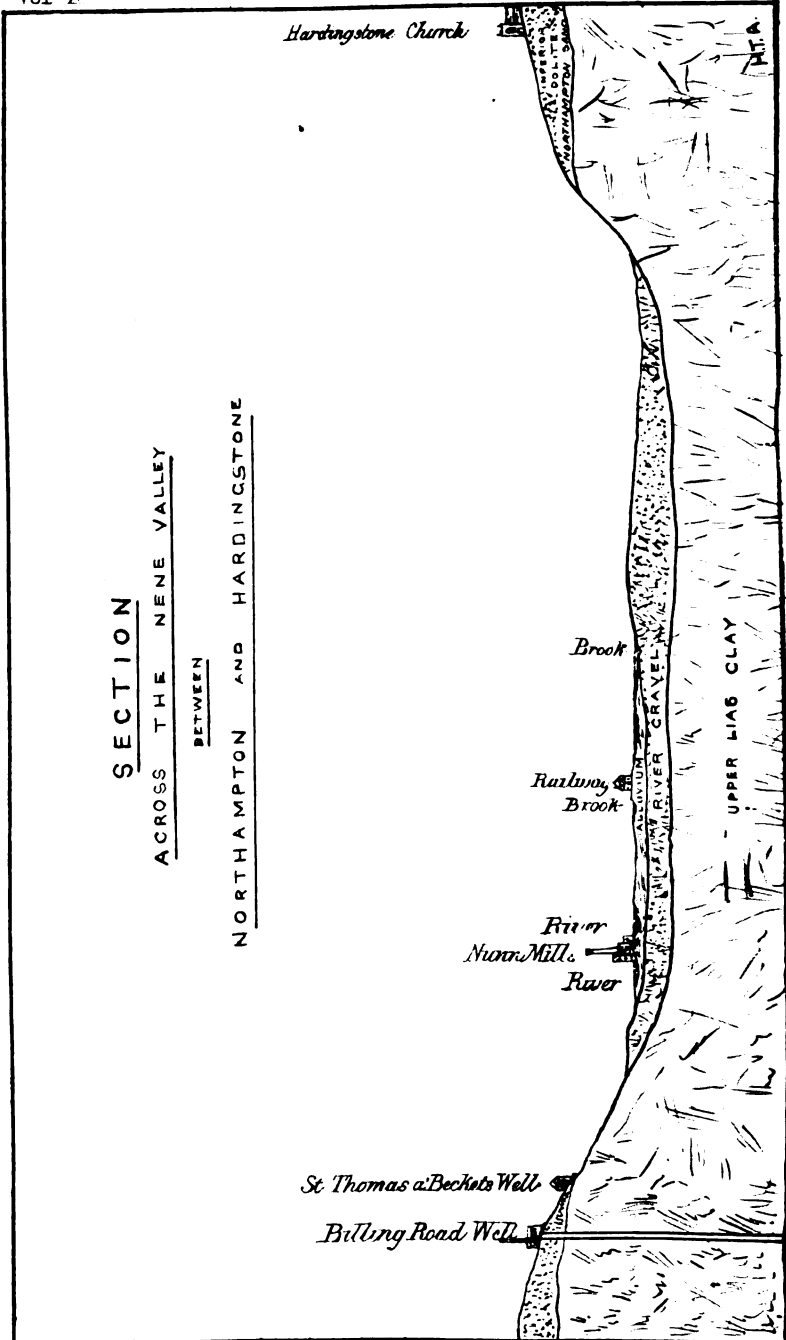 SECTION
ACROSS THE NENE VALLEY
BETWEEN
NORTHAMPTON AND HARDINGSTONE
Hardingstone Church
INFERIOR
OOLITE
NORTHAMPTON SAND
H.T.A.
Brook
Railway
Brook
River
Nunn Mills
River
St Thomas a'Beckets Well
Billing Road Well
ALLUVIUM
RIVER GRAVEL
UPPER LIAS CLAY